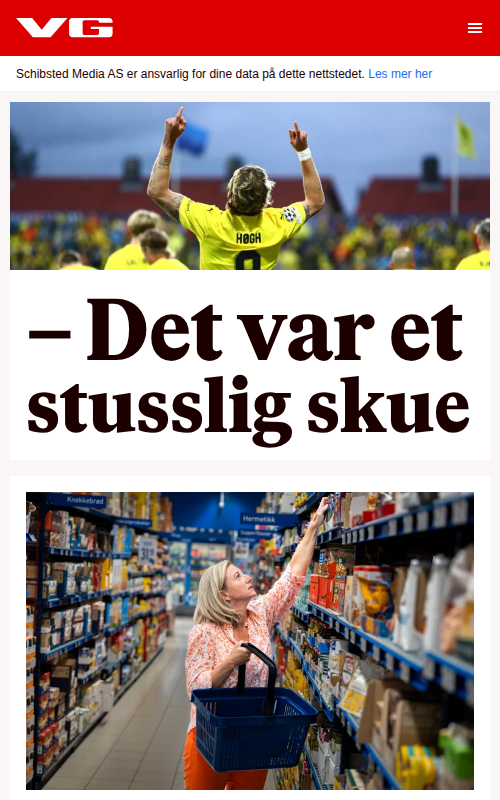 VG
Schibsted Media AS er ansvarlig for dine data på dette nettstedet. Les mer her
HØGH
9
– Det var et
stusslig skue
Knekkebrød
Hermetikk